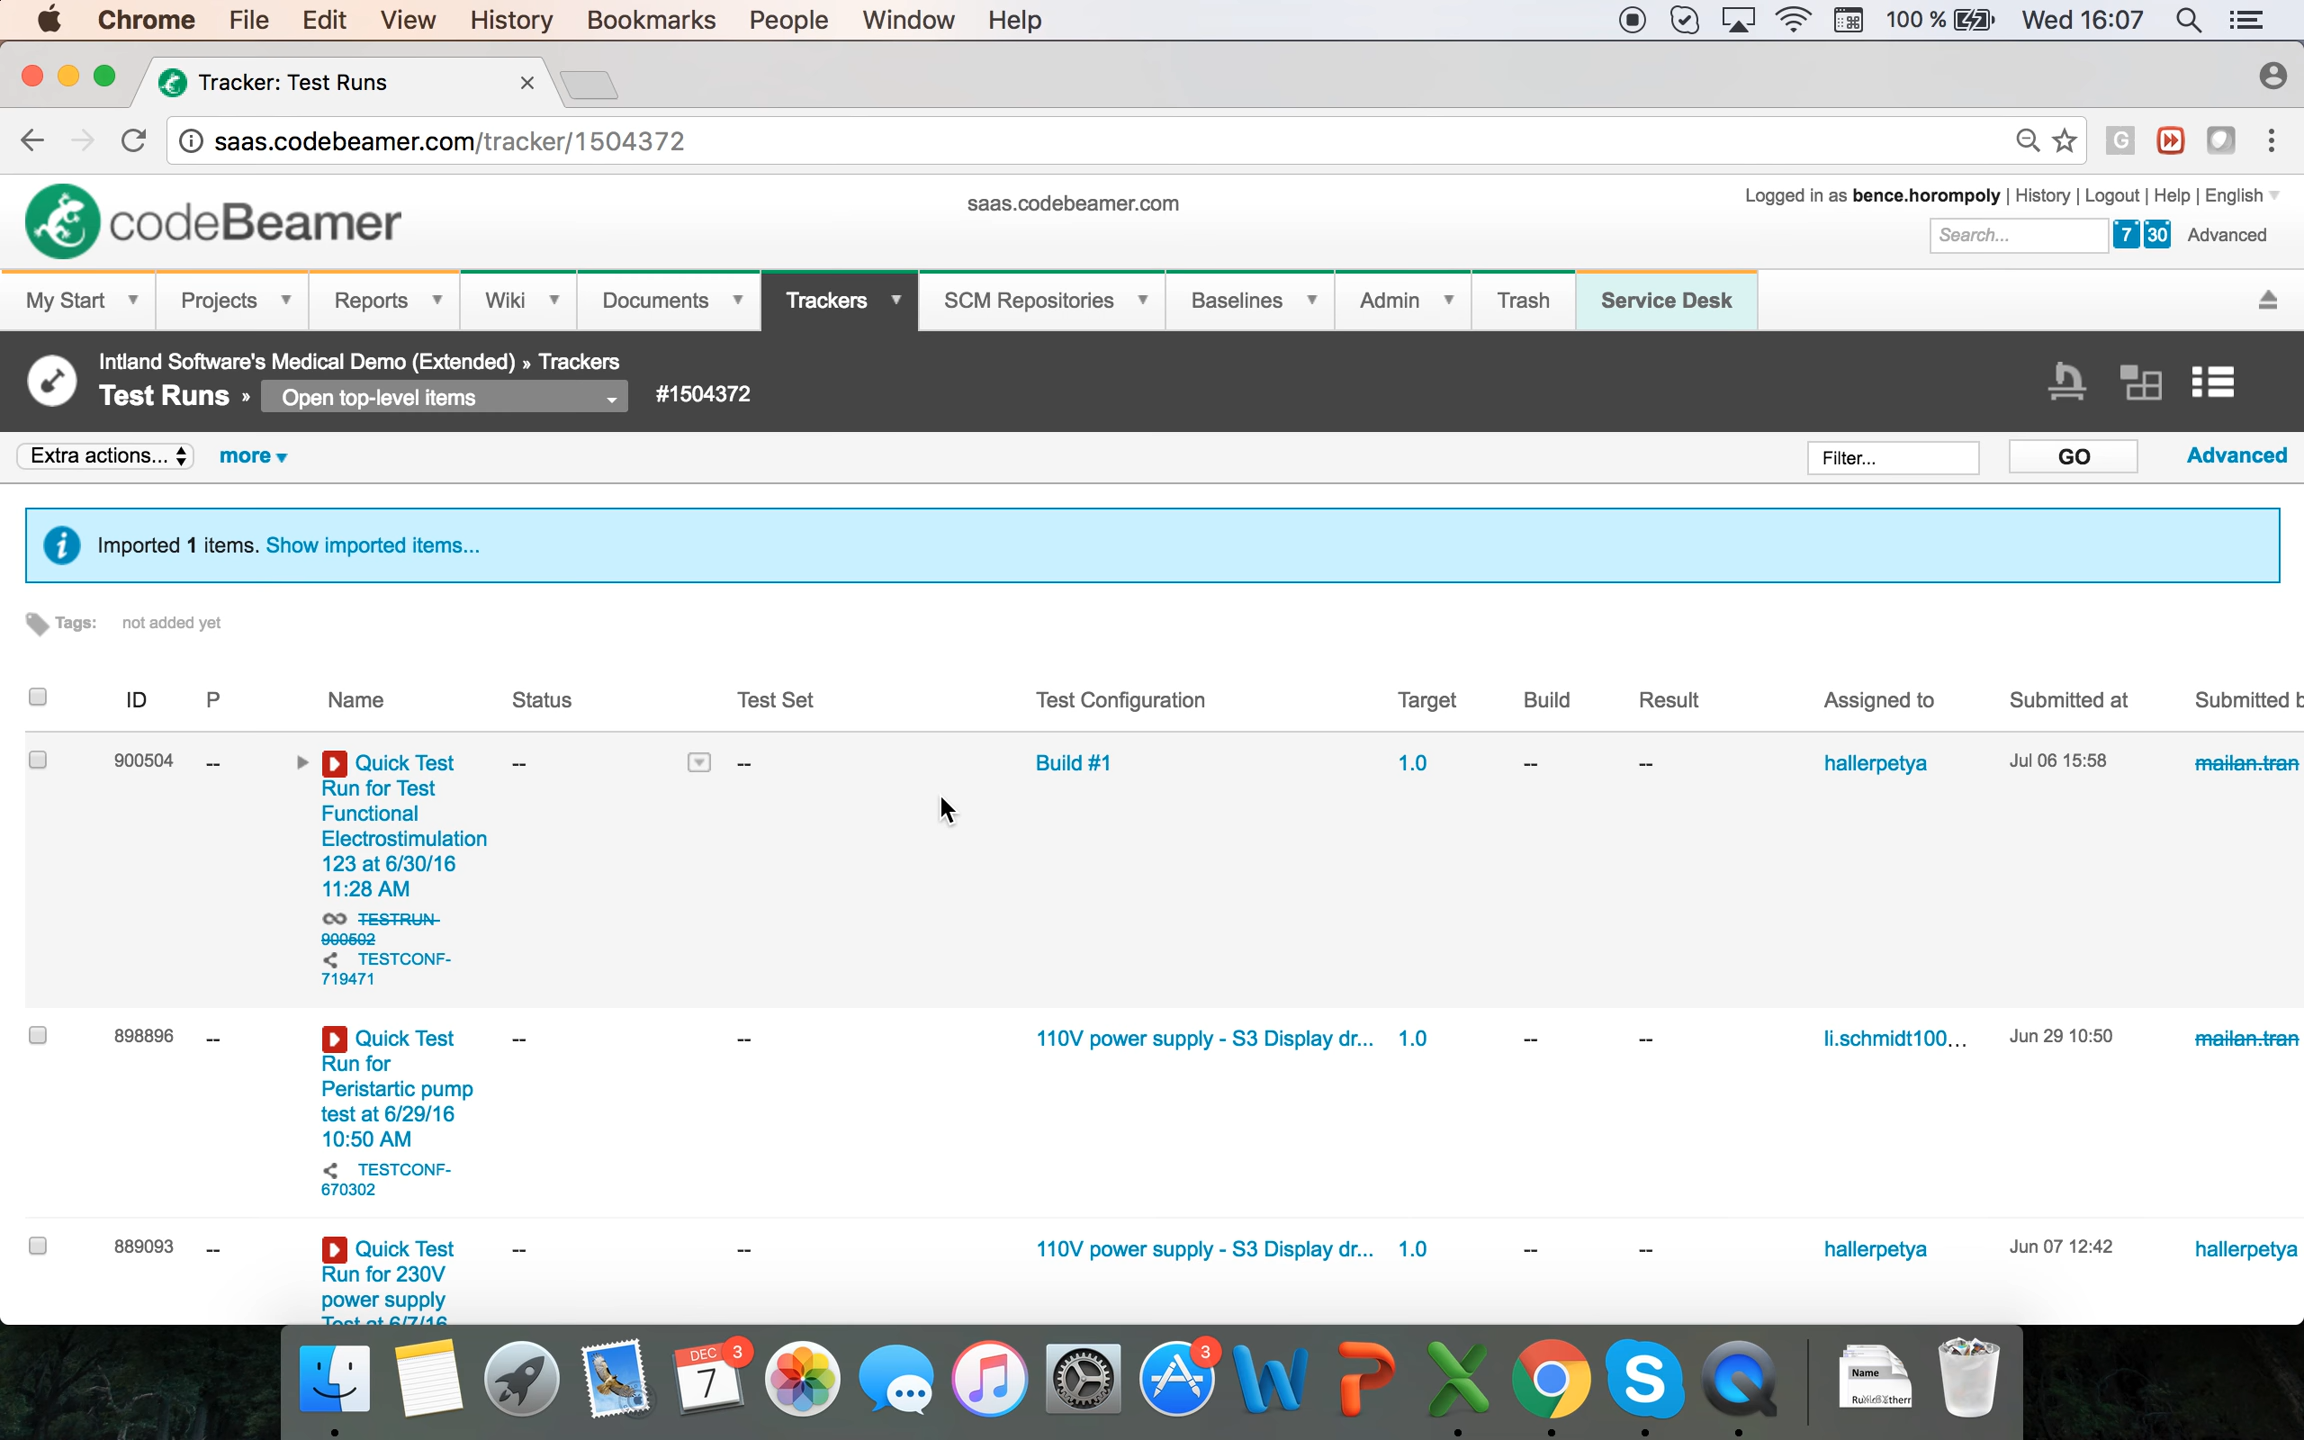 Chrome File Edit View History Bookmarks People Window Help 100 % Wed 16:07
Tracker: Test Runs
saas.codebeamer.com/tracker/1504372
codeBeamer
saas.codebeamer.com
Logged in as bence.horompoly | History | Logout | Help | English
Search... 7 30 Advanced
My Start Projects Reports Wiki Documents Trackers SCM Repositories Baselines Admin Trash Service Desk
Intland Software's Medical Demo (Extended) » Trackers
Test Runs » Open top-level items #1504372
Extra actions... more Filter... GO Advanced
Imported 1 items. Show imported items...
Tags: not added yet
ID P Name Status Test Set Test Configuration Target Build Result Assigned to Submitted at Submitted b
900504 -- Quick Test -- -- Build #1 1.0 -- -- hallerpetya Jul 06 15:58 mailan.tran
Run for Test
Functional
Electrostimulation
123 at 6/30/16
11:28 AM
TESTRUN-
900502
TESTCONF-
719471
898896 -- Quick Test -- -- 110V power supply - S3 Display dr... 1.0 -- -- li.schmidt100... Jun 29 10:50 mailan.tran
Run for
Peristartic pump
test at 6/29/16
10:50 AM
TESTCONF-
670302
889093 -- Quick Test -- -- 110V power supply - S3 Display dr... 1.0 -- -- hallerpetya Jun 07 12:42 hallerpetya
Run for 230V
power supply
Test at 6/7/16
DEC 3
7
3
Name